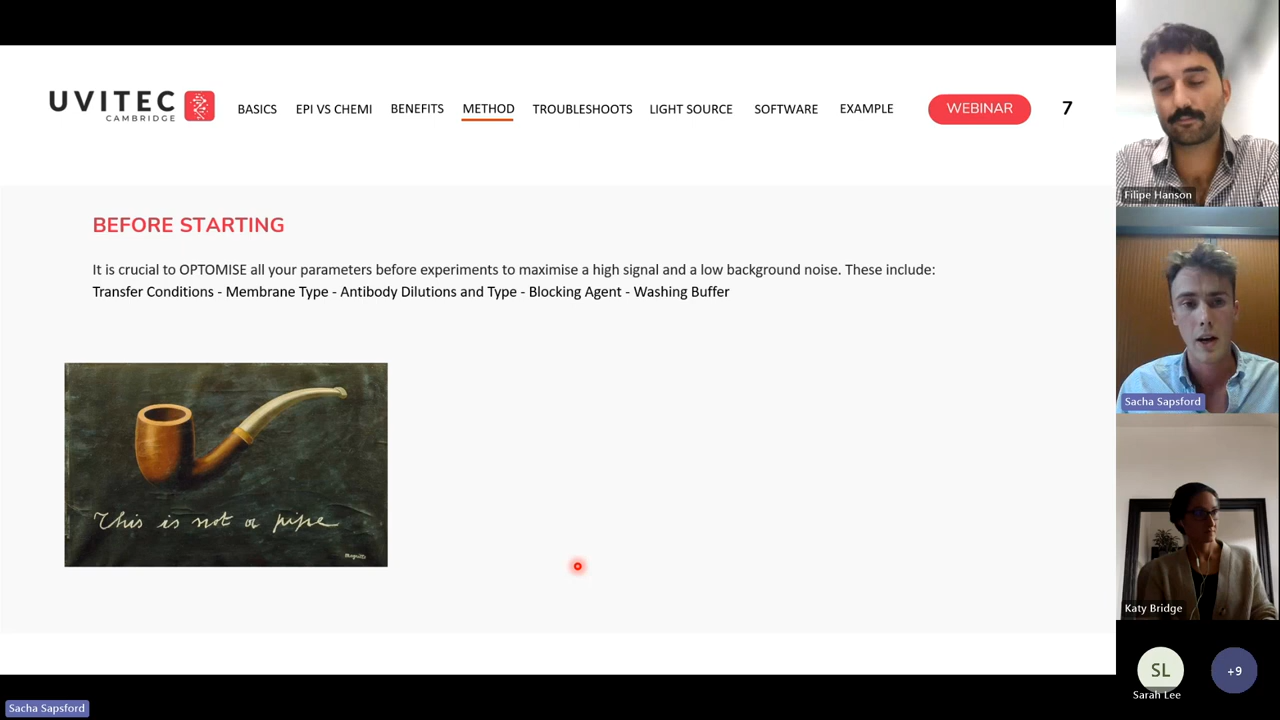 UVITEC
CAMBRIDGE
BASICS EPI VS CHEMI BENEFITS METHOD TROUBLESHOOTS LIGHT SOURCE SOFTWARE EXAMPLE WEBINAR 7
BEFORE STARTING
It is crucial to OPTOMISE all your parameters before experiments to maximise a high signal and a low background noise. These include:
Transfer Conditions - Membrane Type - Antibody Dilutions and Type - Blocking Agent - Washing Buffer
This is not a pipe
Magritte
Filipe Hanson
Sacha Sapsford
Katy Bridge
SL
Sarah Lee
+9
Sacha Sapsford